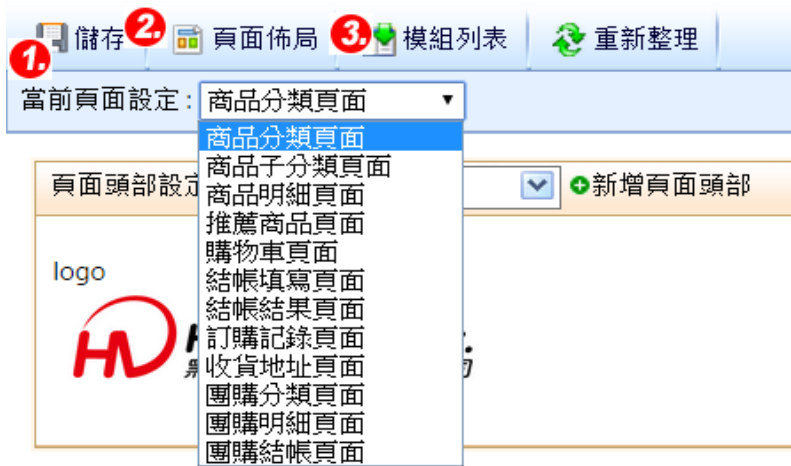 1. 儲存 2. 頁面佈局 3. 模組列表 重新整理
當前頁面設定: 商品分類頁面
商品分類頁面
商品子分類頁面
頁面頭部設定 新增頁面頭部
商品明細頁面
推薦商品頁面
購物車頁面
logo
結帳填寫頁面
結帳結果頁面
訂購記錄頁面
收貨地址頁面
團購分類頁面
團購明細頁面
團購結帳頁面